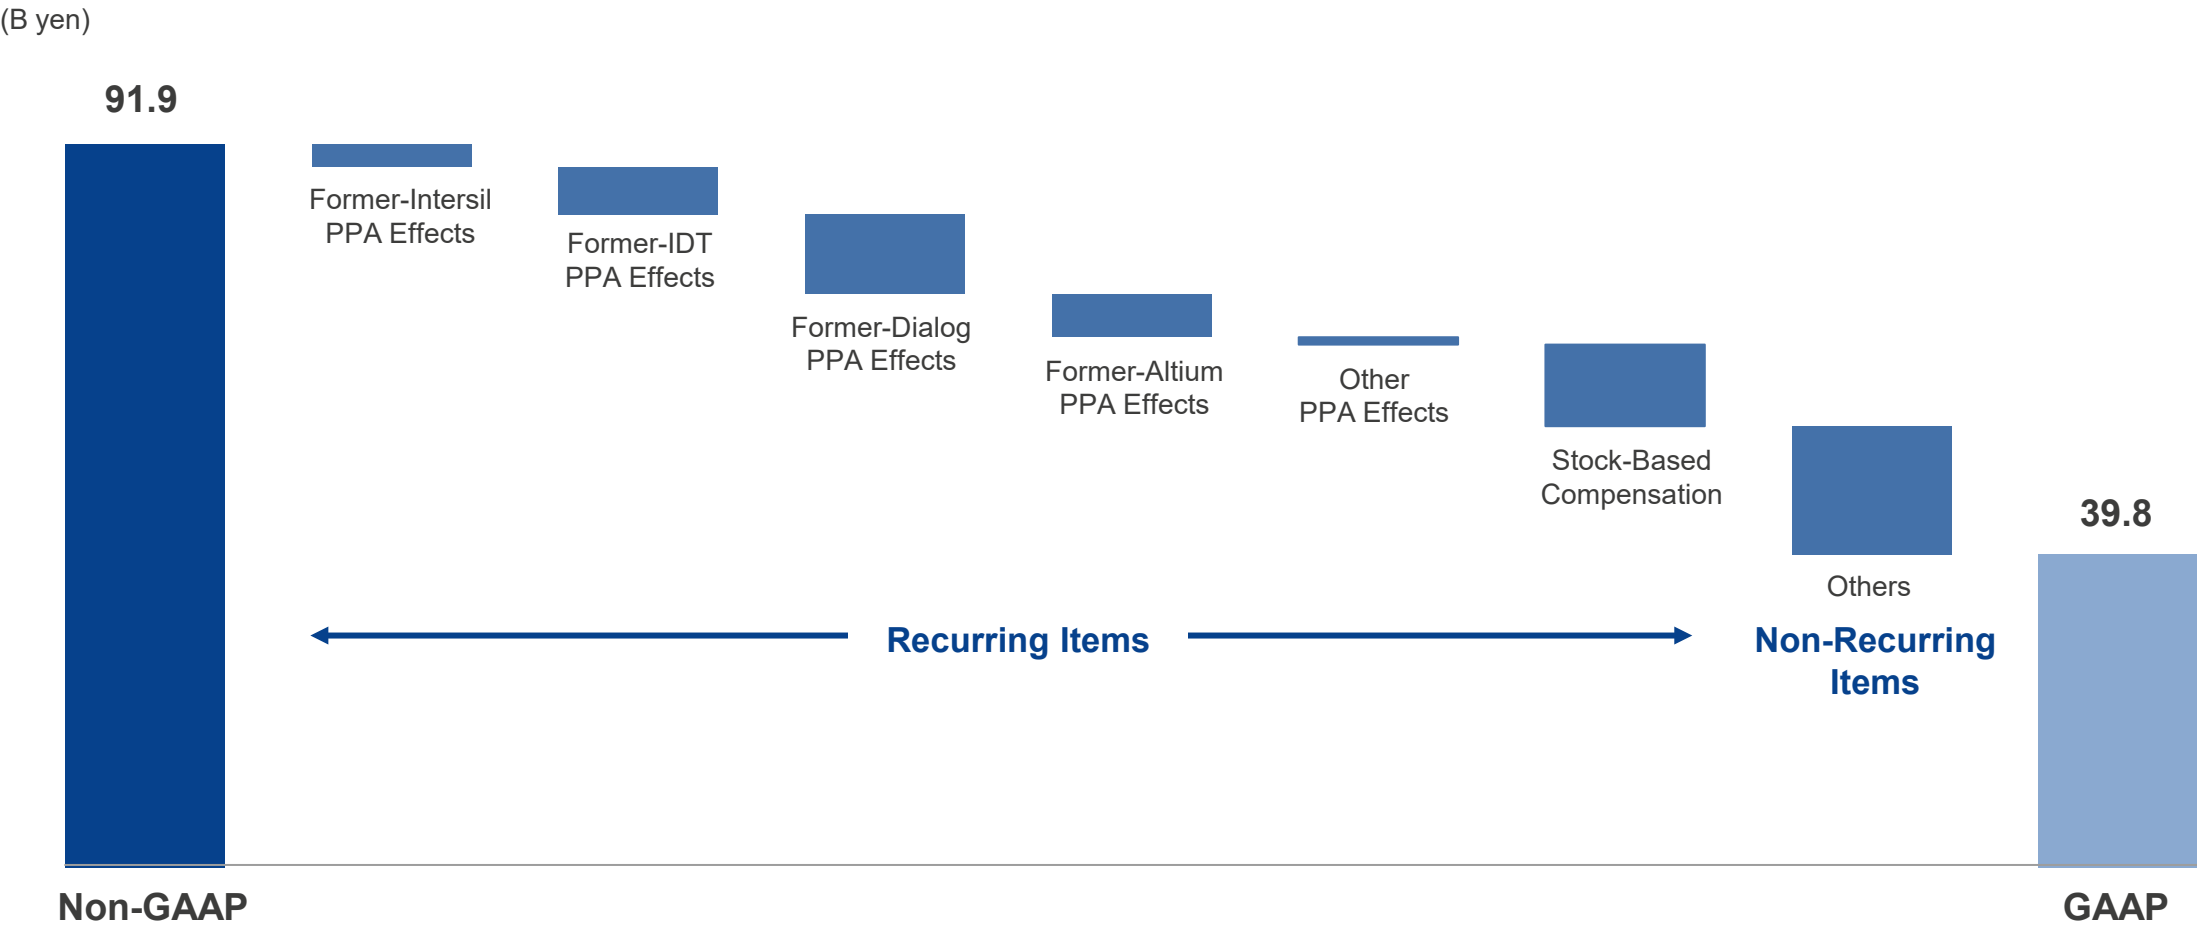 (B yen)
91.9
Former-Intersil
PPA Effects
Former-IDT
PPA Effects
Former-Dialog
PPA Effects
Former-Altium
PPA Effects
Other
PPA Effects
Stock-Based
Compensation
Others
39.8
Recurring Items
Non-Recurring
Items
Non-GAAP
GAAP